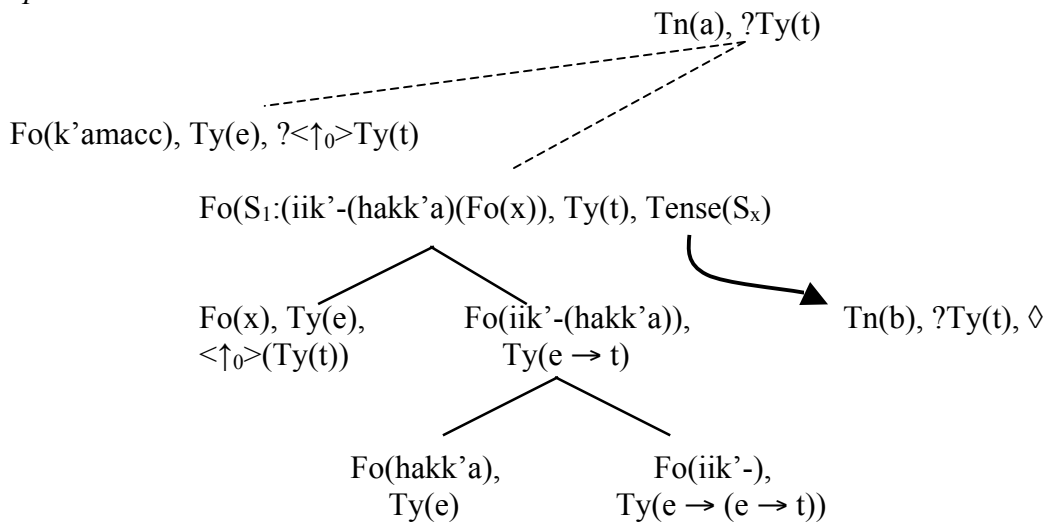 Tn(a), ?Ty(t)
Fo(k’amacc), Ty(e), ?<↑₀>Ty(t)
Fo(S₁:(iik’-(hakk’a)(Fo(x)), Ty(t), Tense(Sₓ)
Fo(x), Ty(e), Fo(iik’-(hakk’a)), Tn(b), ?Ty(t), ◊
<↑₀>(Ty(t)) Ty(e → t)
Fo(hakk’a), Fo(iik’-),
Ty(e) Ty(e → (e → t))